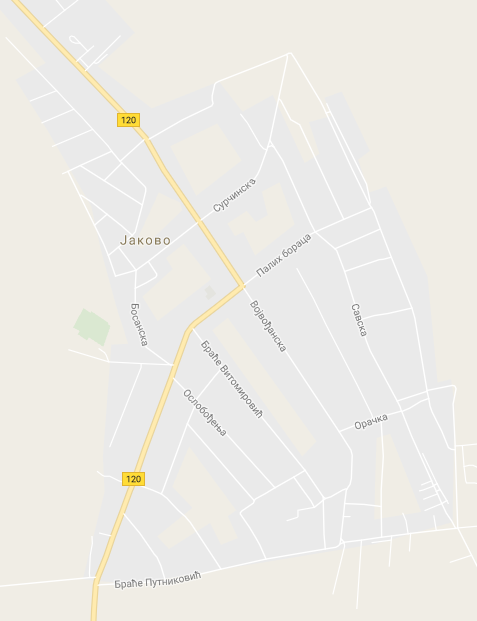 120
Сурчинска
Јаково
Палих бораца
Босанска
Војвођанска
Савска
Браће Витомировић
Ослобођења
Орачка
120
Браће Путниковић